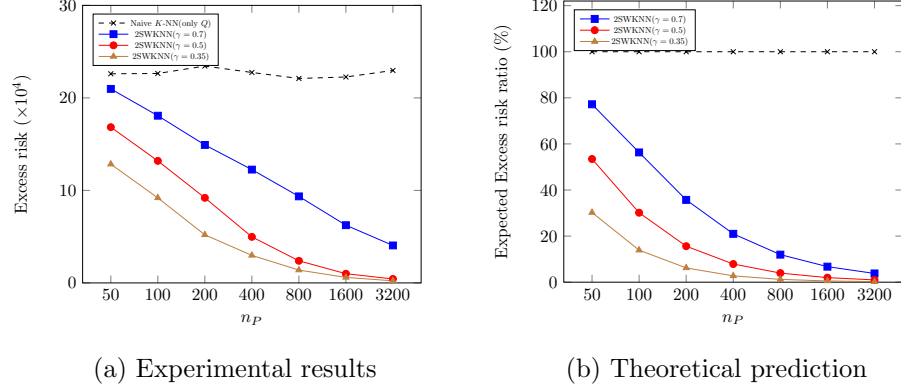 Naive K-NN(only Q)
2SWKNN(γ = 0.7)
2SWKNN(γ = 0.5)
2SWKNN(γ = 0.35)
Excess risk (×10⁴)
30
20
10
0
50 100 200 400 800 1600 3200
n_P
(a) Experimental results
2SWKNN(γ = 0.7)
2SWKNN(γ = 0.5)
2SWKNN(γ = 0.35)
Expected Excess risk ratio (%)
120
100
80
60
40
20
0
50 100 200 400 800 1600 3200
n_P
(b) Theoretical prediction